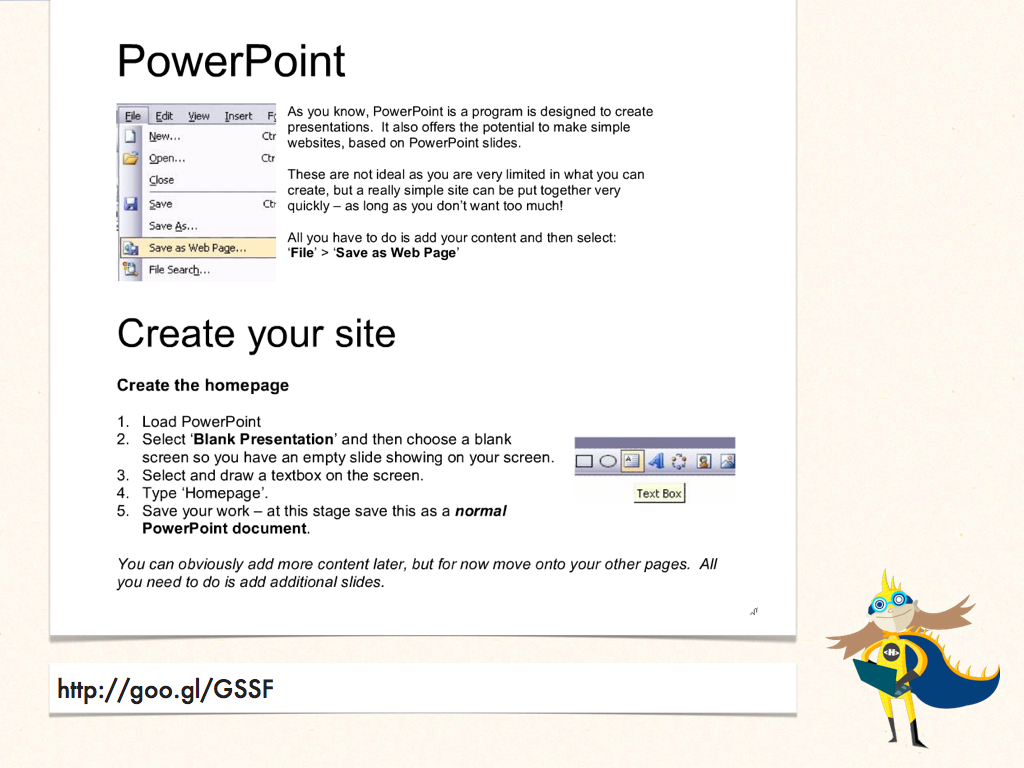 PowerPoint
File Edit View Insert
New...
Open...
Close
Save
Save As...
Save as Web Page...
File Search...
As you know, PowerPoint is a program is designed to create
presentations.  It also offers the potential to make simple
websites, based on PowerPoint slides.
These are not ideal as you are very limited in what you can
create, but a really simple site can be put together very
quickly – as long as you don’t want too much!
All you have to do is add your content and then select:
‘File’ > ‘Save as Web Page’
Create your site
Create the homepage
1. Load PowerPoint
2. Select ‘Blank Presentation’ and then choose a blank
screen so you have an empty slide showing on your screen.
3. Select and draw a textbox on the screen.
4. Type ‘Homepage’.
5. Save your work – at this stage save this as a normal
PowerPoint document.
Text Box
You can obviously add more content later, but for now move onto your other pages.  All
you need to do is add additional slides.
http://goo.gl/GSSF
<H>